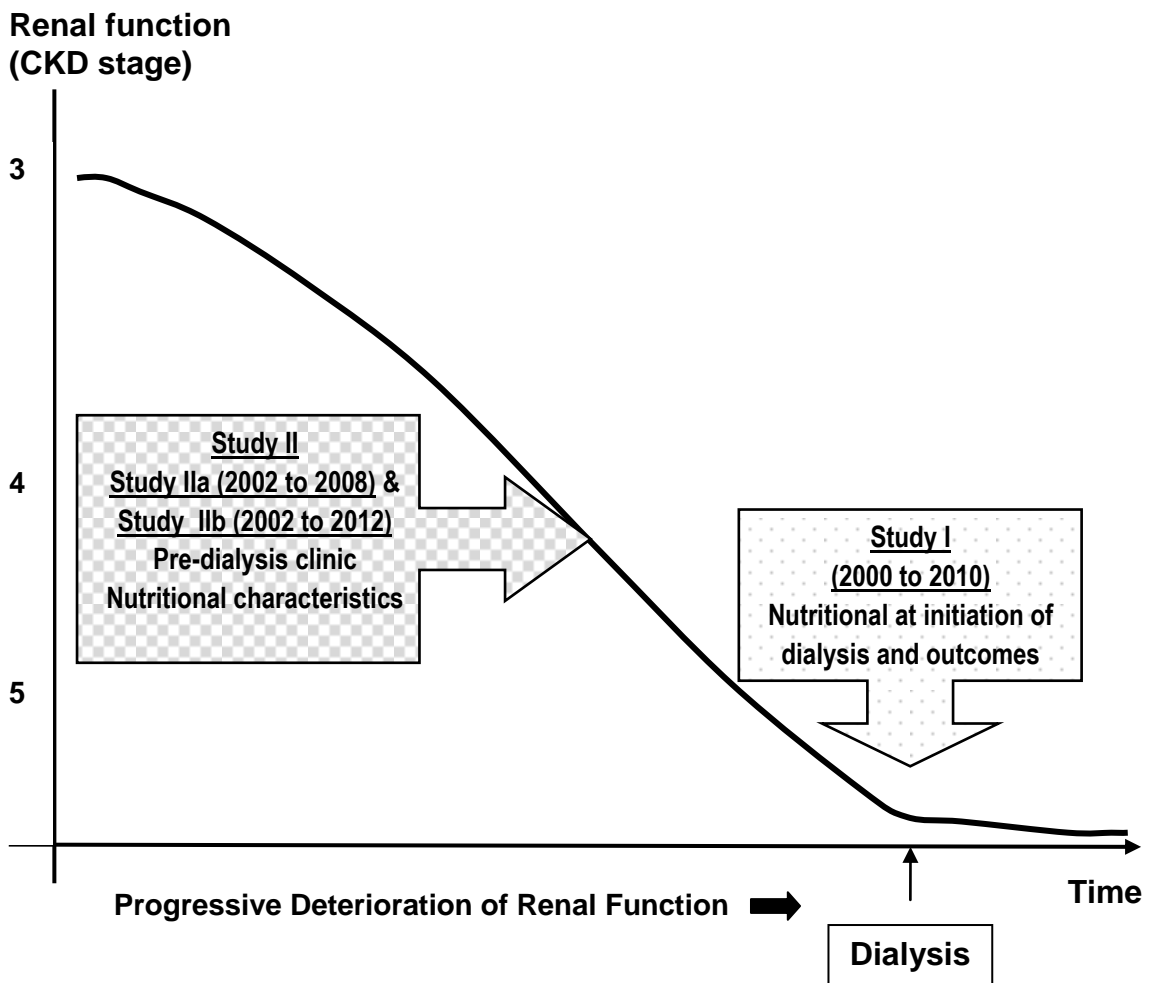 Renal function
(CKD stage)
3
4
5
Study II
Study IIa (2002 to 2008) &
Study IIb (2002 to 2012)
Pre-dialysis clinic
Nutritional characteristics
Study I
(2000 to 2010)
Nutritional at initiation of
dialysis and outcomes
Time
Progressive Deterioration of Renal Function
Dialysis